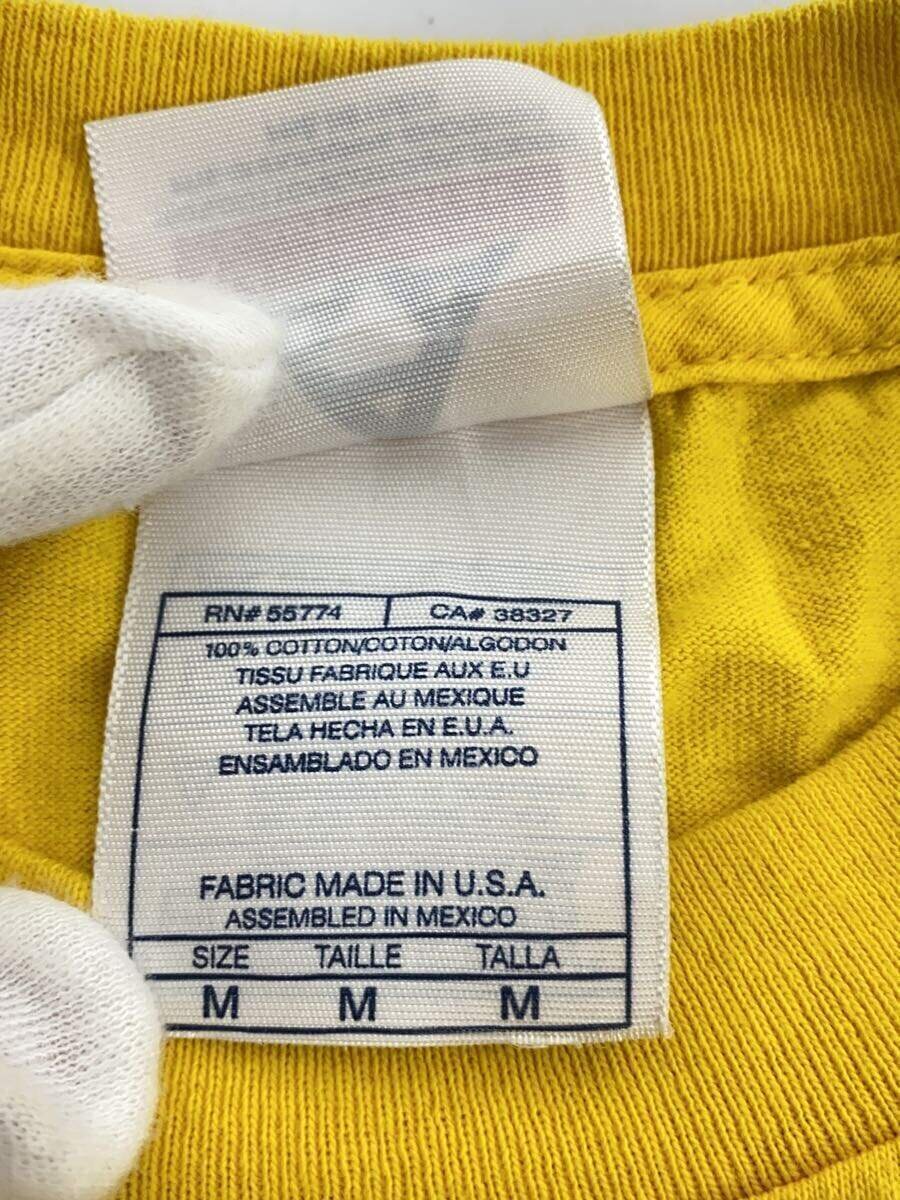 RN# 55774 CA# 38327
100% COTTON/COTON/ALGODON
TISSU FABRIQUE AUX E.U
ASSEMBLE AU MEXIQUE
TELA HECHA EN E.U.A.
ENSAMBLADO EN MEXICO
FABRIC MADE IN U.S.A.
ASSEMBLED IN MEXICO
SIZE TAILLE TALLA
M M M